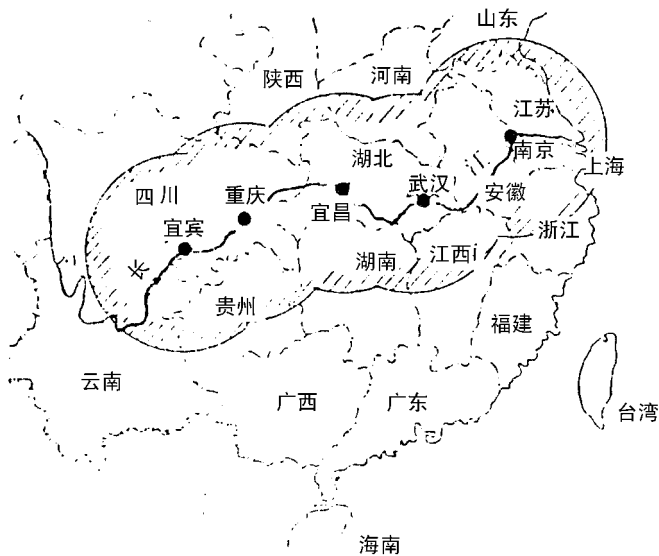 山东
陕西
河南
江苏
湖北
南京
上海
武汉
江
安徽
四川
重庆
宜昌
宜宾
浙江
长
湖南
江西
贵州
福建
云南
广西
广东
台湾
海南